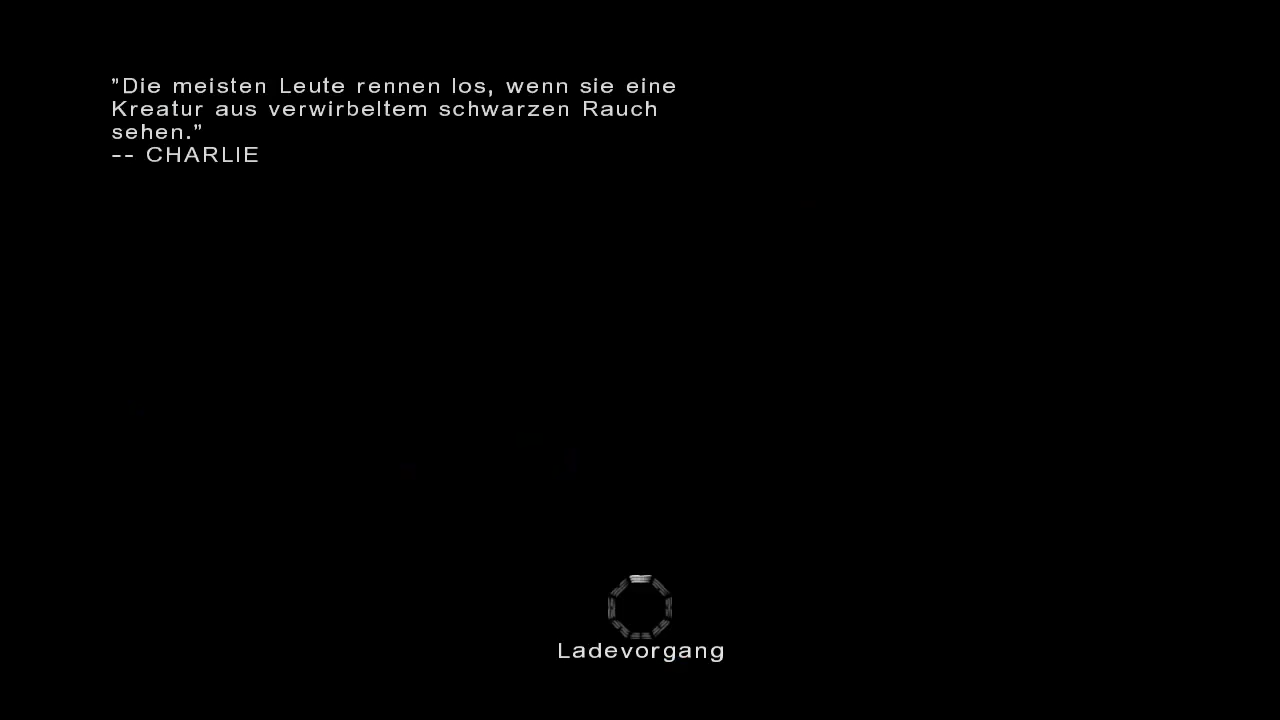 "Die meisten Leute rennen los, wenn sie eine
Kreatur aus verwirbeltem schwarzen Rauch
sehen."
-- CHARLIE
Ladevorgang